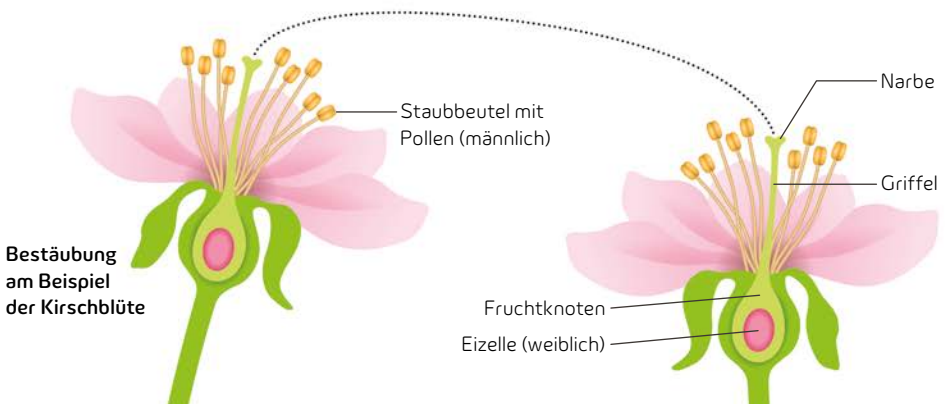 Narbe
Staubbeutel mit
Pollen (männlich)
Griffel
Bestäubung
am Beispiel
der Kirschblüte
Fruchtknoten
Eizelle (weiblich)